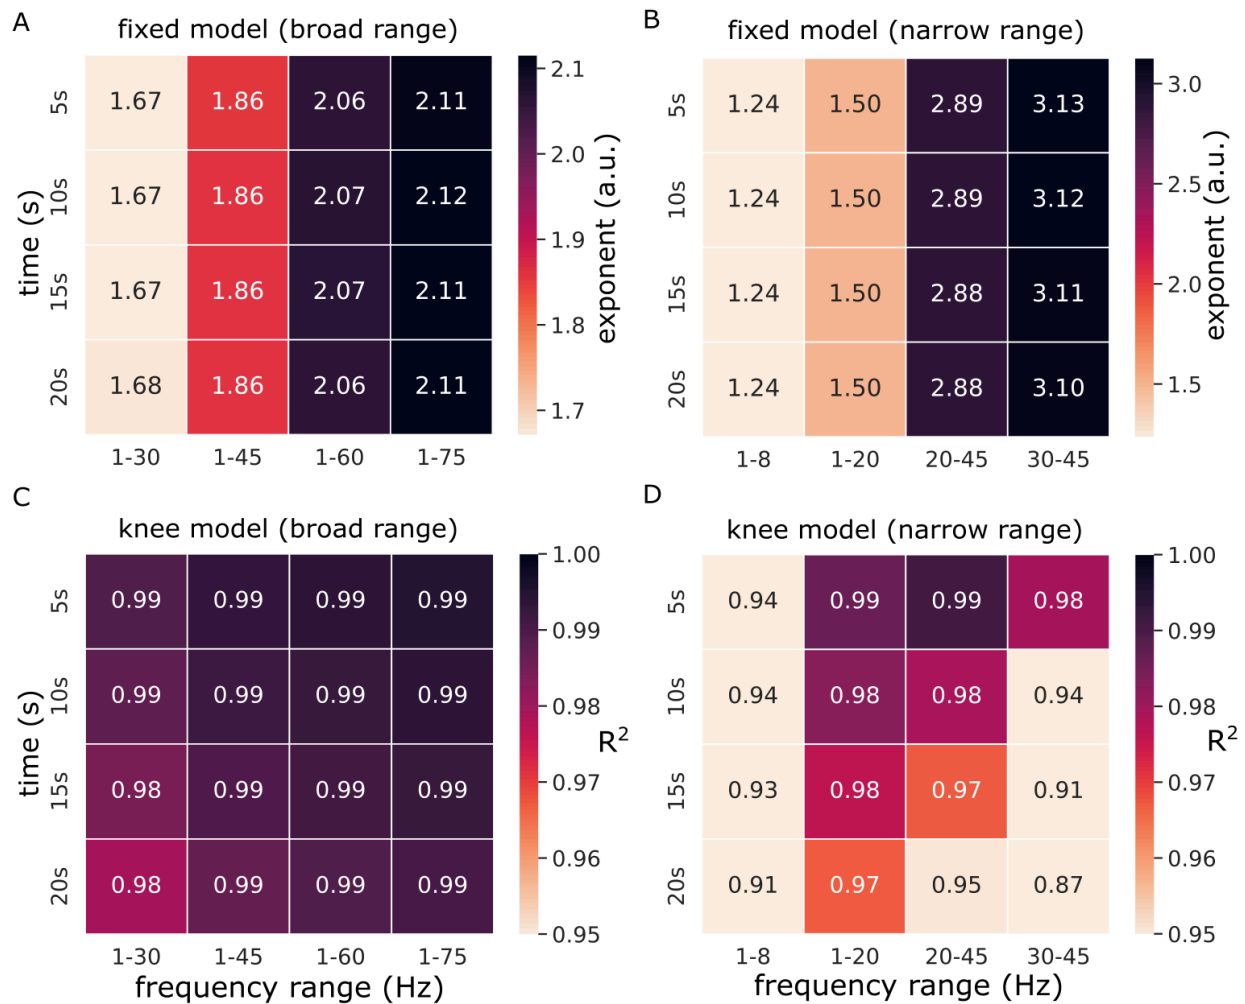 A
fixed model (broad range)
5s 1.67 1.86 2.06 2.11
10s 1.67 1.86 2.07 2.12
15s 1.67 1.86 2.07 2.11
20s 1.68 1.86 2.06 2.11
1-30 1-45 1-60 1-75
time (s)
2.1
2.0
1.9
1.8
1.7
exponent (a.u.)
B
fixed model (narrow range)
5s 1.24 1.50 2.89 3.13
10s 1.24 1.50 2.89 3.12
15s 1.24 1.50 2.88 3.11
20s 1.24 1.50 2.88 3.10
1-8 1-20 20-45 30-45
3.0
2.5
2.0
1.5
exponent (a.u.)
C
knee model (broad range)
5s 0.99 0.99 0.99 0.99
10s 0.99 0.99 0.99 0.99
15s 0.98 0.99 0.99 0.99
20s 0.98 0.99 0.99 0.99
1-30 1-45 1-60 1-75
time (s)
frequency range (Hz)
1.00
0.99
0.98
0.97
0.96
0.95
R²
D
knee model (narrow range)
5s 0.94 0.99 0.99 0.98
10s 0.94 0.98 0.98 0.94
15s 0.93 0.98 0.97 0.91
20s 0.91 0.97 0.95 0.87
1-8 1-20 20-45 30-45
frequency range (Hz)
1.00
0.99
0.98
0.97
0.96
0.95
R²